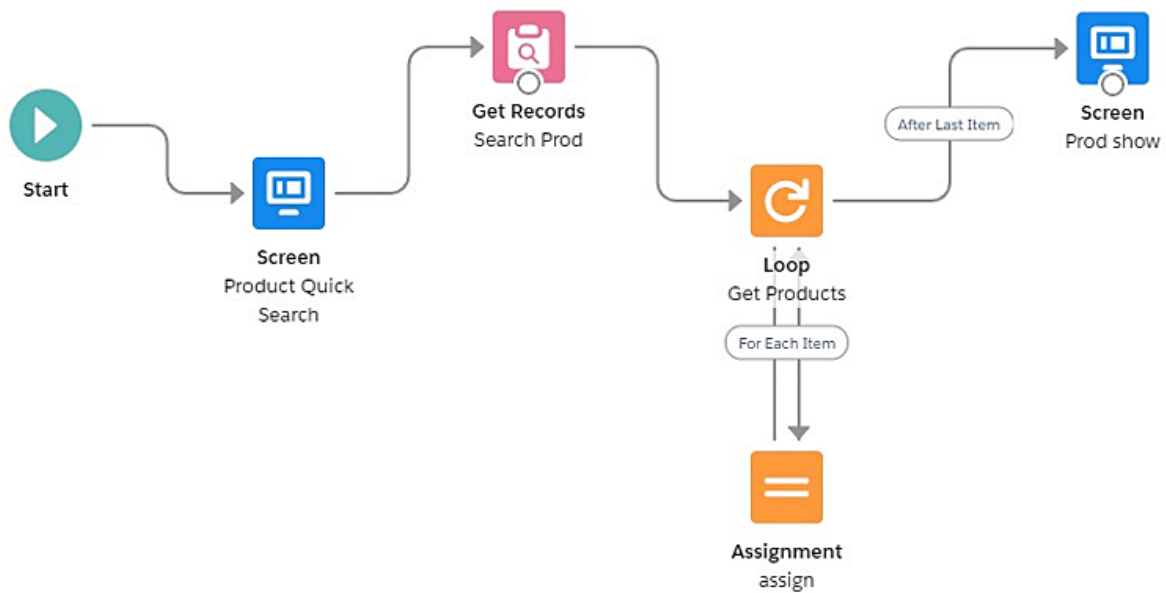 Start
Screen
Product Quick
Search
Get Records
Search Prod
Loop
Get Products
For Each Item
Assignment
assign
After Last Item
Screen
Prod show